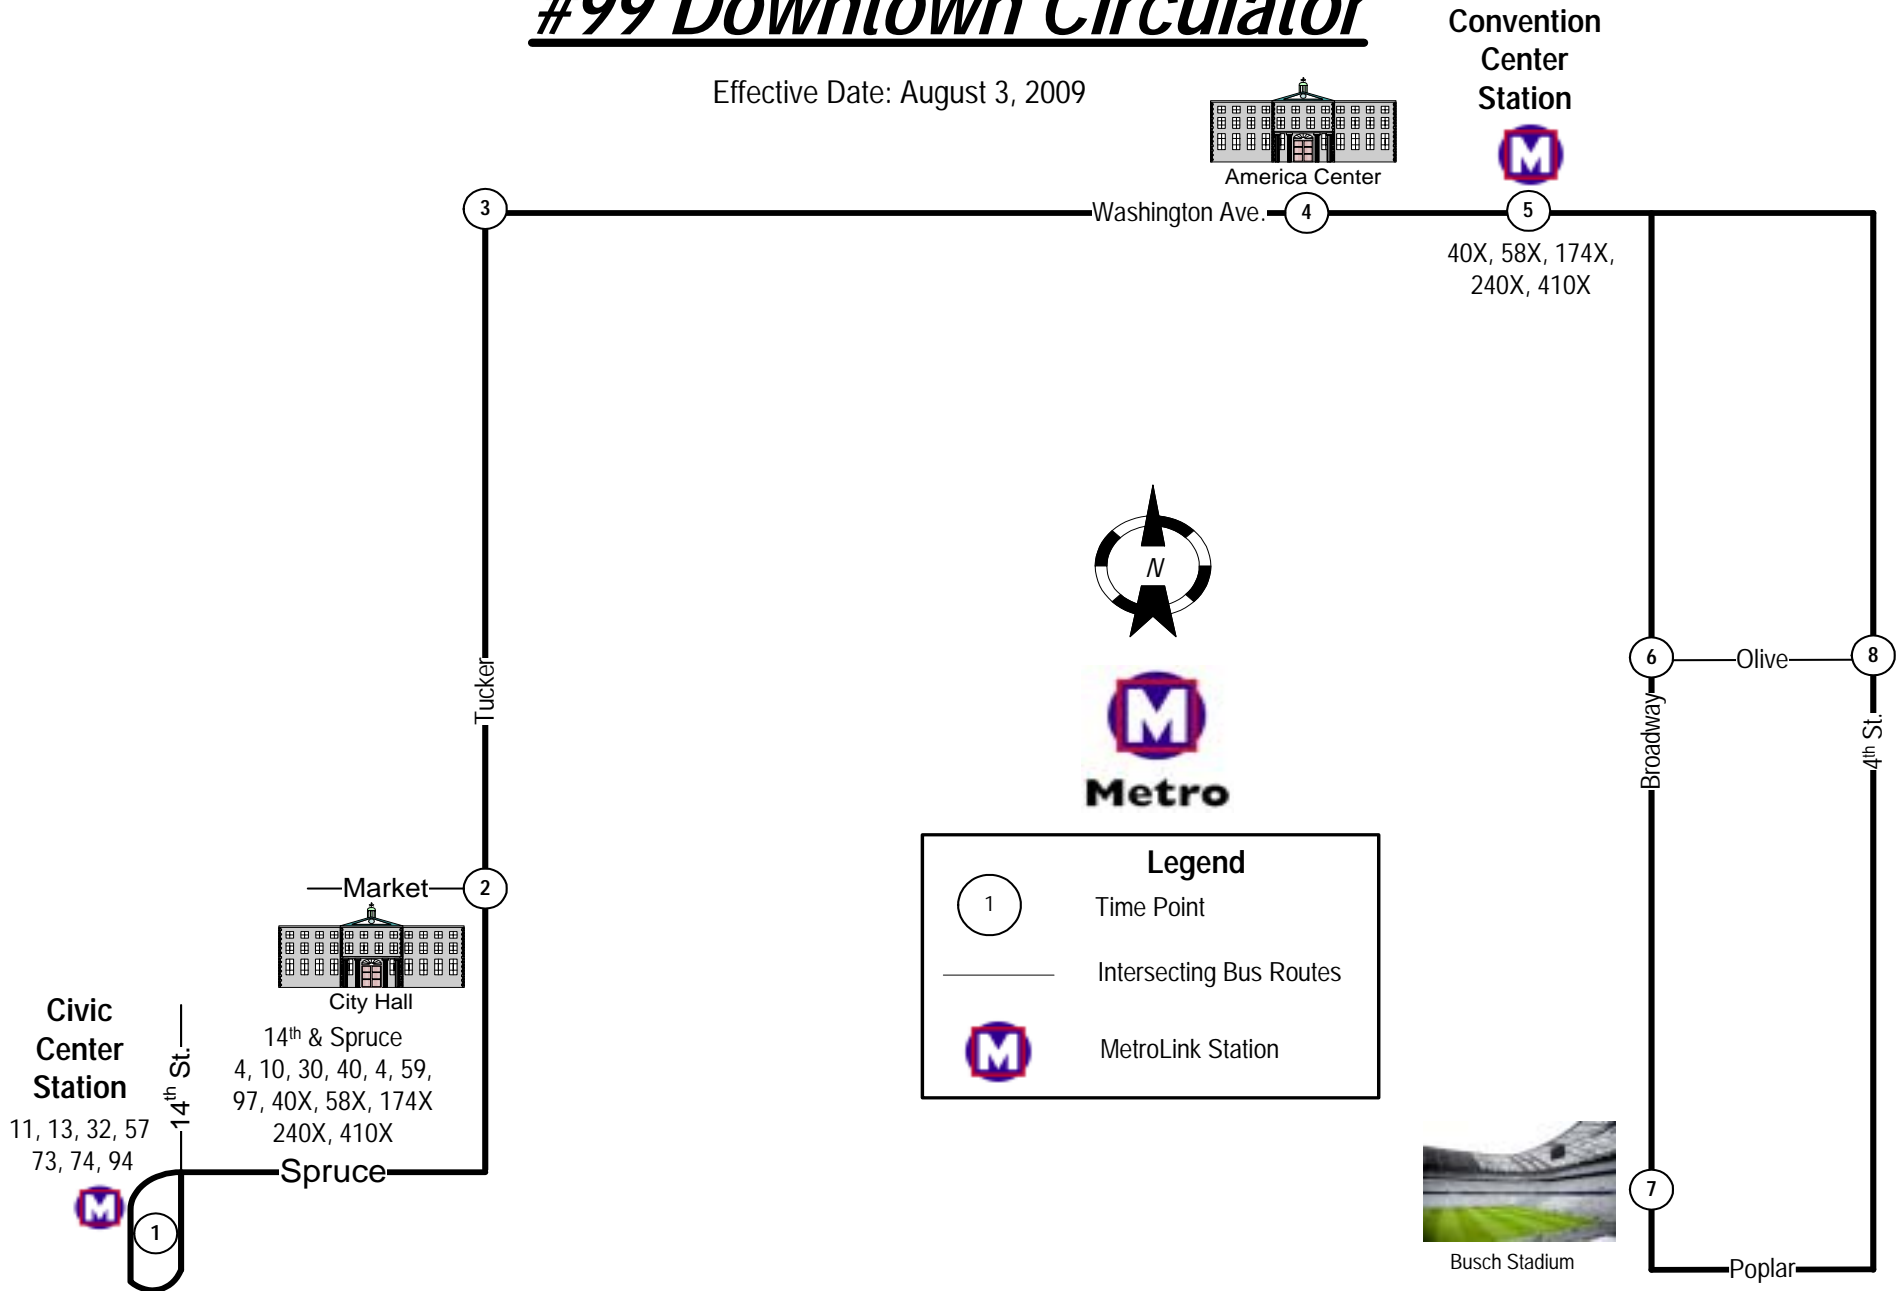 #99 Downtown Circulator
Effective Date: August 3, 2009
Convention
Center
Station
M
America Center
3
Washington Ave.
4
5
40X, 58X, 174X,
240X, 410X
N
Tucker
6
Olive
8
Broadway
4th St.
M
Metro
Market
2
City Hall
Legend
1
Time Point
Intersecting Bus Routes
M
MetroLink Station
Civic
Center
Station
11, 13, 32, 57
73, 74, 94
14th St.
14th & Spruce
4, 10, 30, 40, 4, 59,
97, 40X, 58X, 174X
240X, 410X
Spruce
M
1
7
Busch Stadium
Poplar